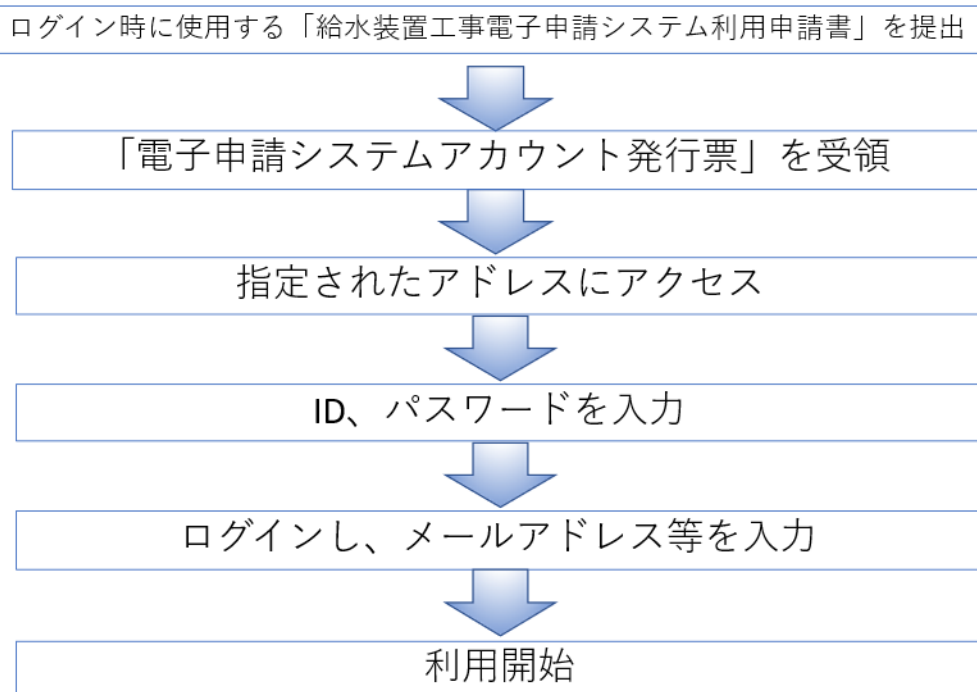 ログイン時に使用する「給水装置工事電子申請システム利用申請書」を提出
「電子申請システムアカウント発行票」を受領
指定されたアドレスにアクセス
ID、パスワードを入力
ログインし、メールアドレス等を入力
利用開始